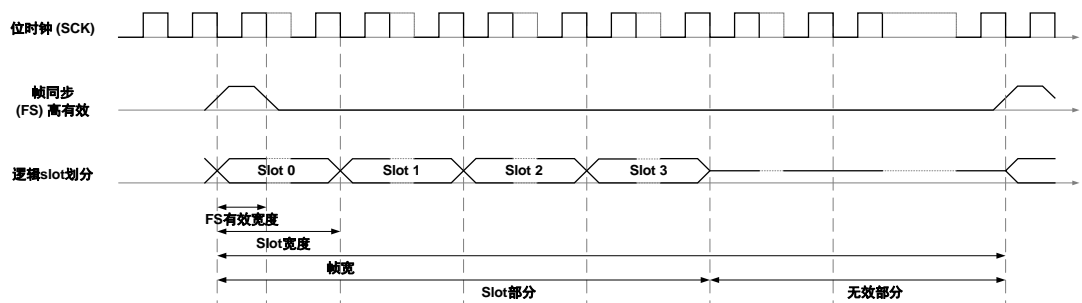 位时钟 (SCK)
帧同步
(FS) 高有效
逻辑slot划分
Slot 0 Slot 1 Slot 2 Slot 3
FS有效宽度
Slot宽度
帧宽
Slot部分 无效部分